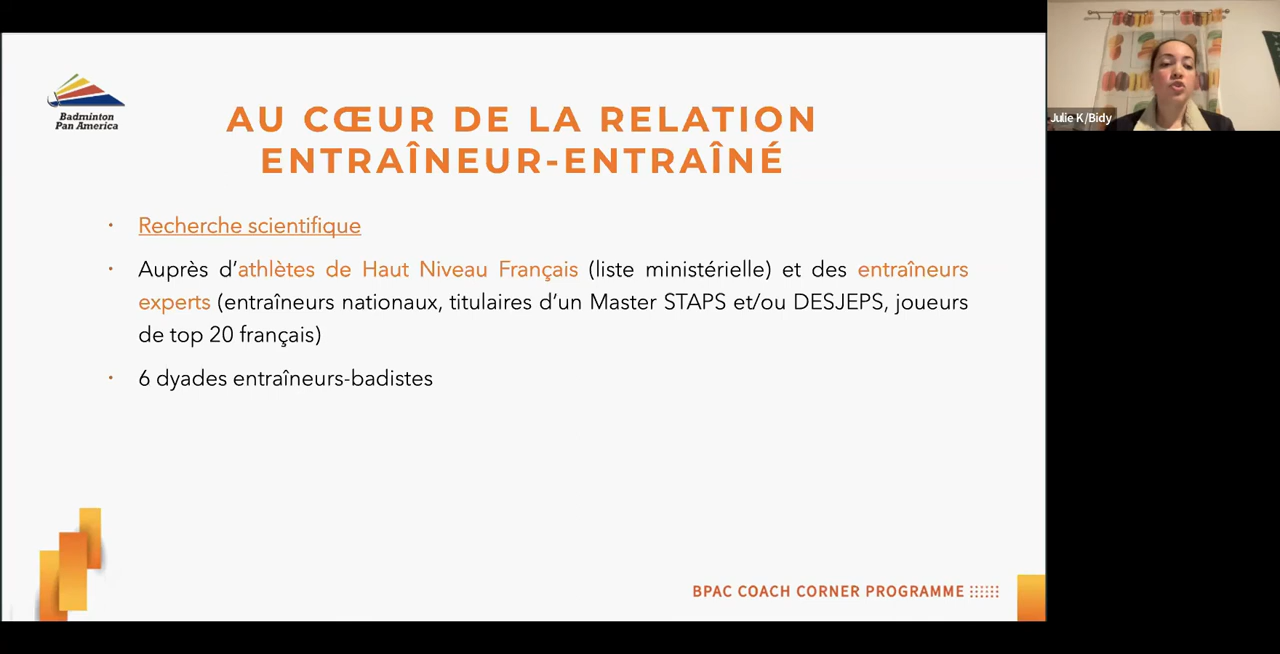 Badminton
Pan America
AU CŒUR DE LA RELATION
ENTRAÎNEUR-ENTRAÎNÉ
Julie K/Bidy
· Recherche scientifique
· Auprès d’athlètes de Haut Niveau Français (liste ministérielle) et des entraîneurs
experts (entraîneurs nationaux, titulaires d’un Master STAPS et/ou DESJEPS, joueurs
de top 20 français)
· 6 dyades entraîneurs-badistes
BPAC COACH CORNER PROGRAMME